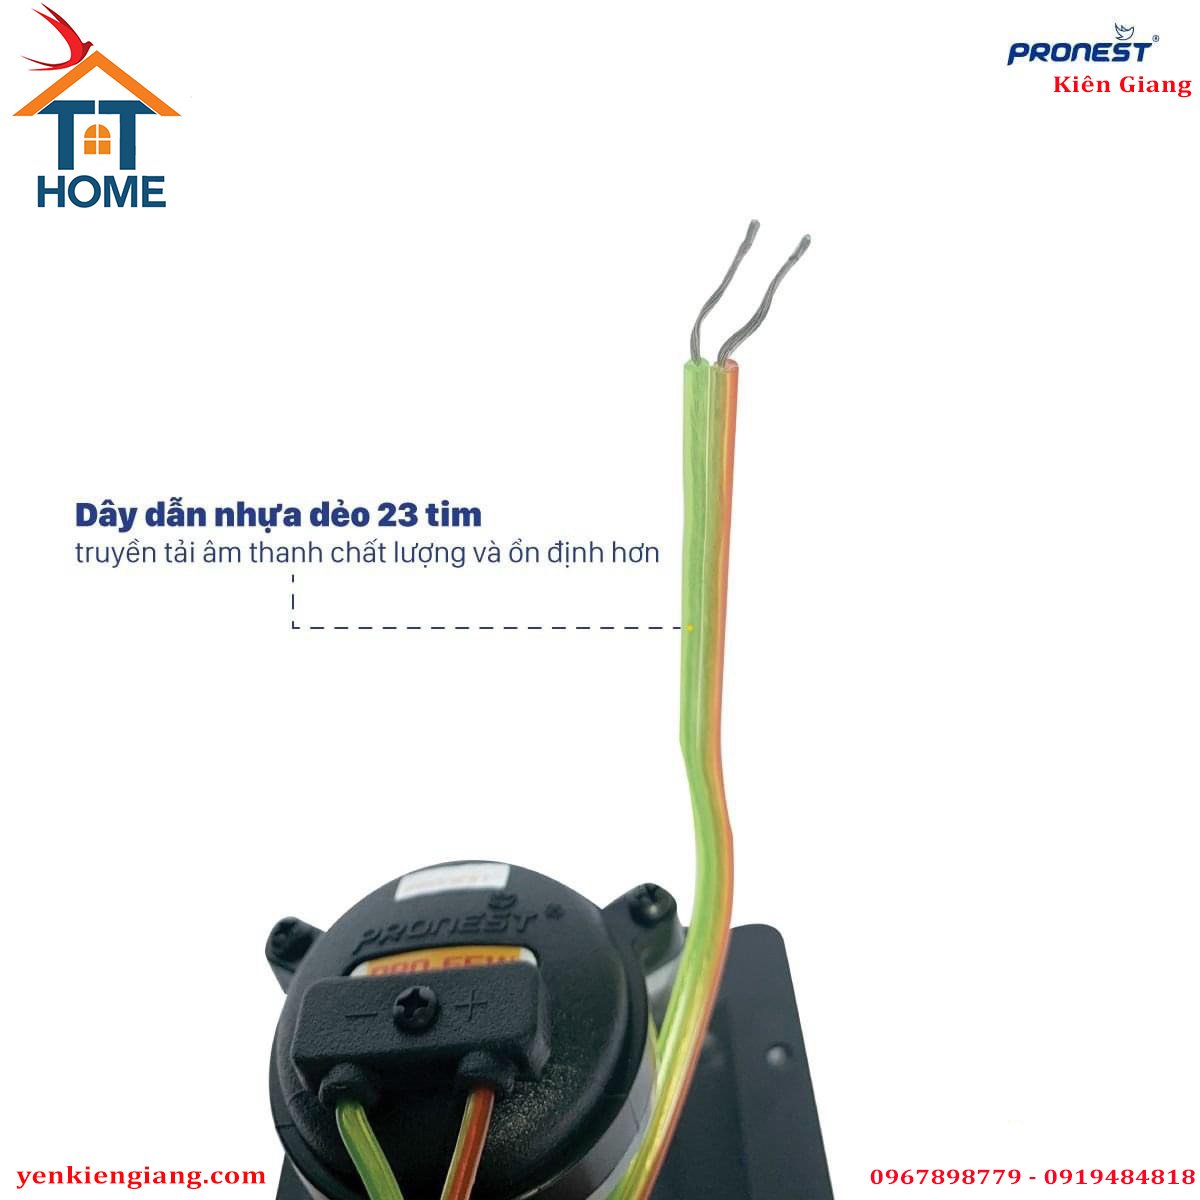 TT
HOME
PRONEST®
Kiên Giang
Dây dẫn nhựa dẻo 23 tim
truyền tải âm thanh chất lượng và ổn định hơn
PRONEST ®
- +
yenkiengiang.com
0967898779 - 0919484818